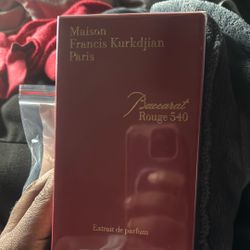 Maison
Francis Kurkdjian
Paris
Baccarat
Rouge 540
Extrait de parfum